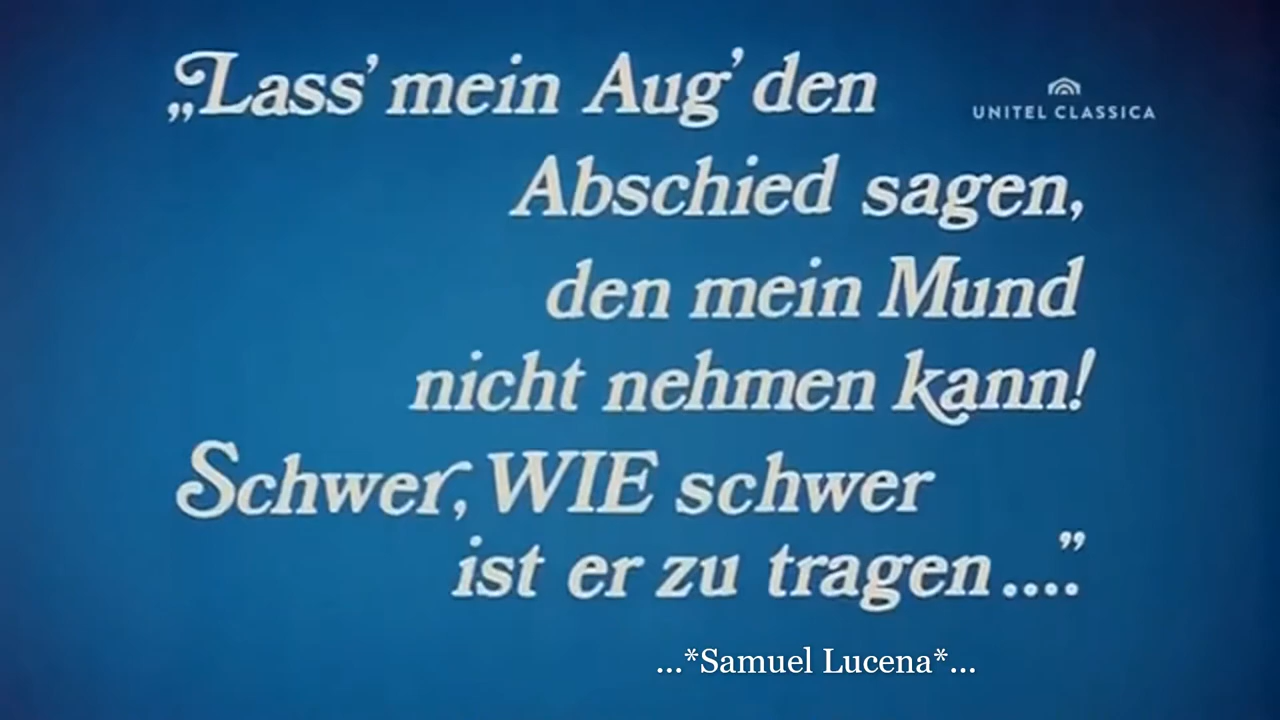 „Lass’ mein Aug’ den
UNITEL CLASSICA
Abschied sagen,
den mein Mund
nicht nehmen kann!
Schwer, WIE schwer
ist er zu tragen....”
...*Samuel Lucena*...